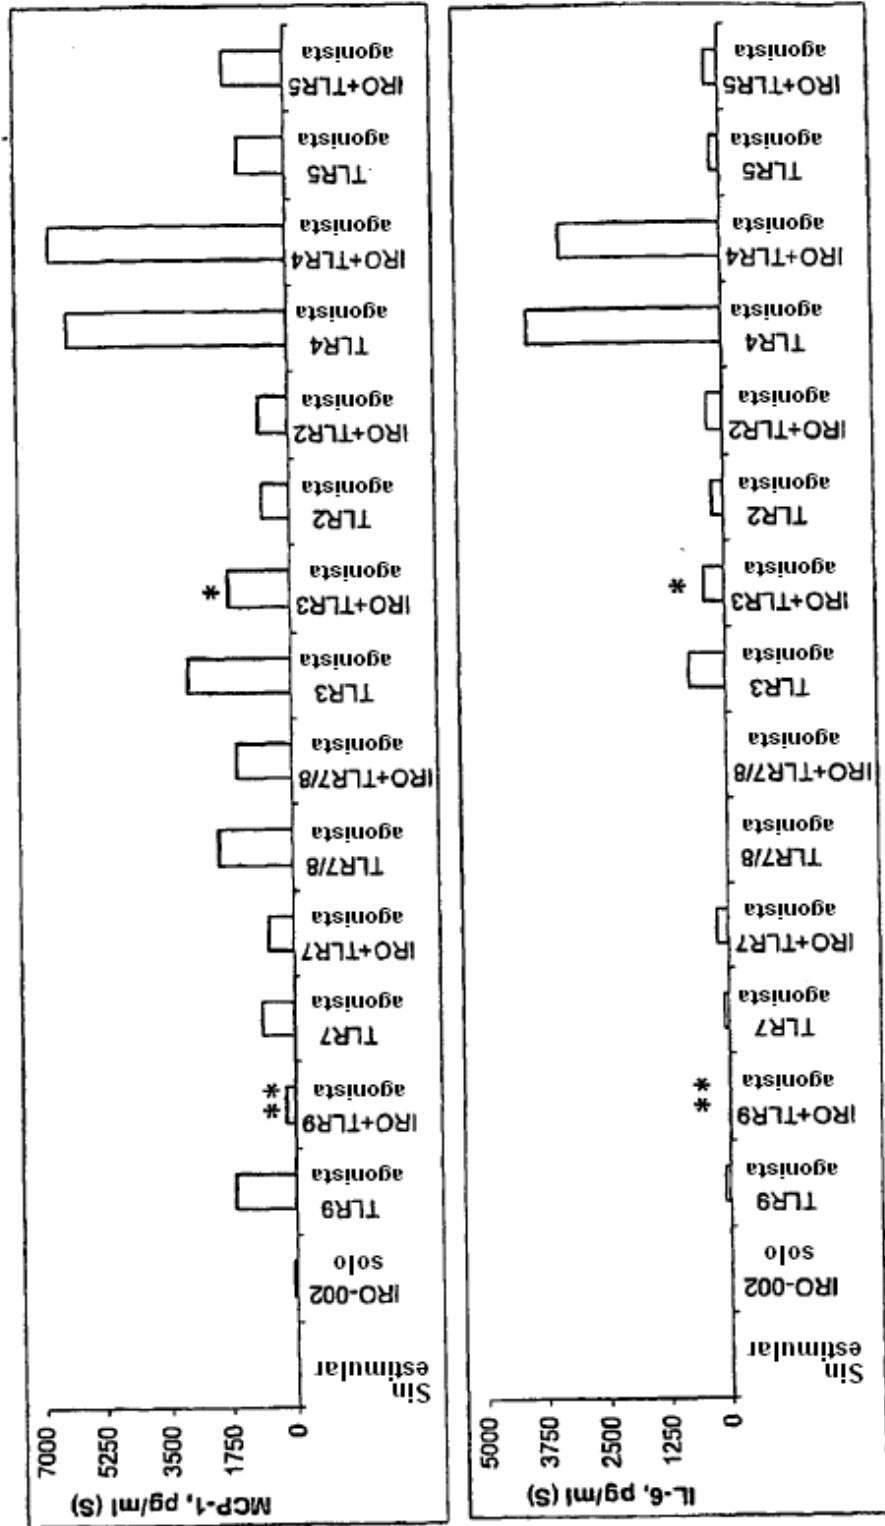 MCP-1, pg/ml (S)
7000
5250
3500
1750
0
Sin
estimular
IRO-002
solo
TLR9
agonista
**
IRO+TLR9
agonista
TLR7
agonista
IRO+TLR7
agonista
TLR7/8
agonista
IRO+TLR7/8
agonista
TLR3
agonista
*
IRO+TLR3
agonista
TLR2
agonista
IRO+TLR2
agonista
TLR4
agonista
IRO+TLR4
agonista
TLR5
agonista
IRO+TLR5
agonista
IL-6, pg/ml (S)
5000
3750
1250
0
Sin
estimular
IRO-002
solo
TLR9
agonista
**
IRO+TLR9
agonista
TLR7
agonista
IRO+TLR7
agonista
TLR7/8
agonista
IRO+TLR7/8
agonista
TLR3
agonista
*
IRO+TLR3
agonista
TLR2
agonista
IRO+TLR2
agonista
TLR4
agonista
IRO+TLR4
agonista
TLR5
agonista
IRO+TLR5
agonista